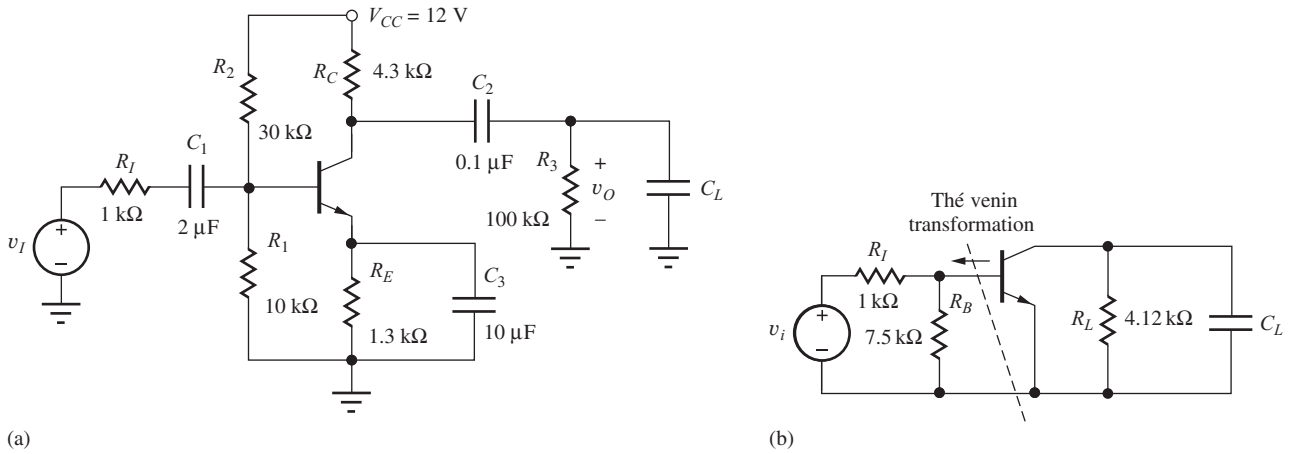 V_CC = 12 V
R_2
R_C
4.3 kΩ
C_2
30 kΩ
0.1 μF
R_3
+
v_O
−
C_L
R_I
C_1
1 kΩ
2 μF
100 kΩ
v_I
+
−
R_1
10 kΩ
R_E
1.3 kΩ
C_3
10 μF
(a)
Thé venin
transformation
R_I
1 kΩ
R_B
7.5 kΩ
v_i
+
−
R_L
4.12 kΩ
C_L
(b)